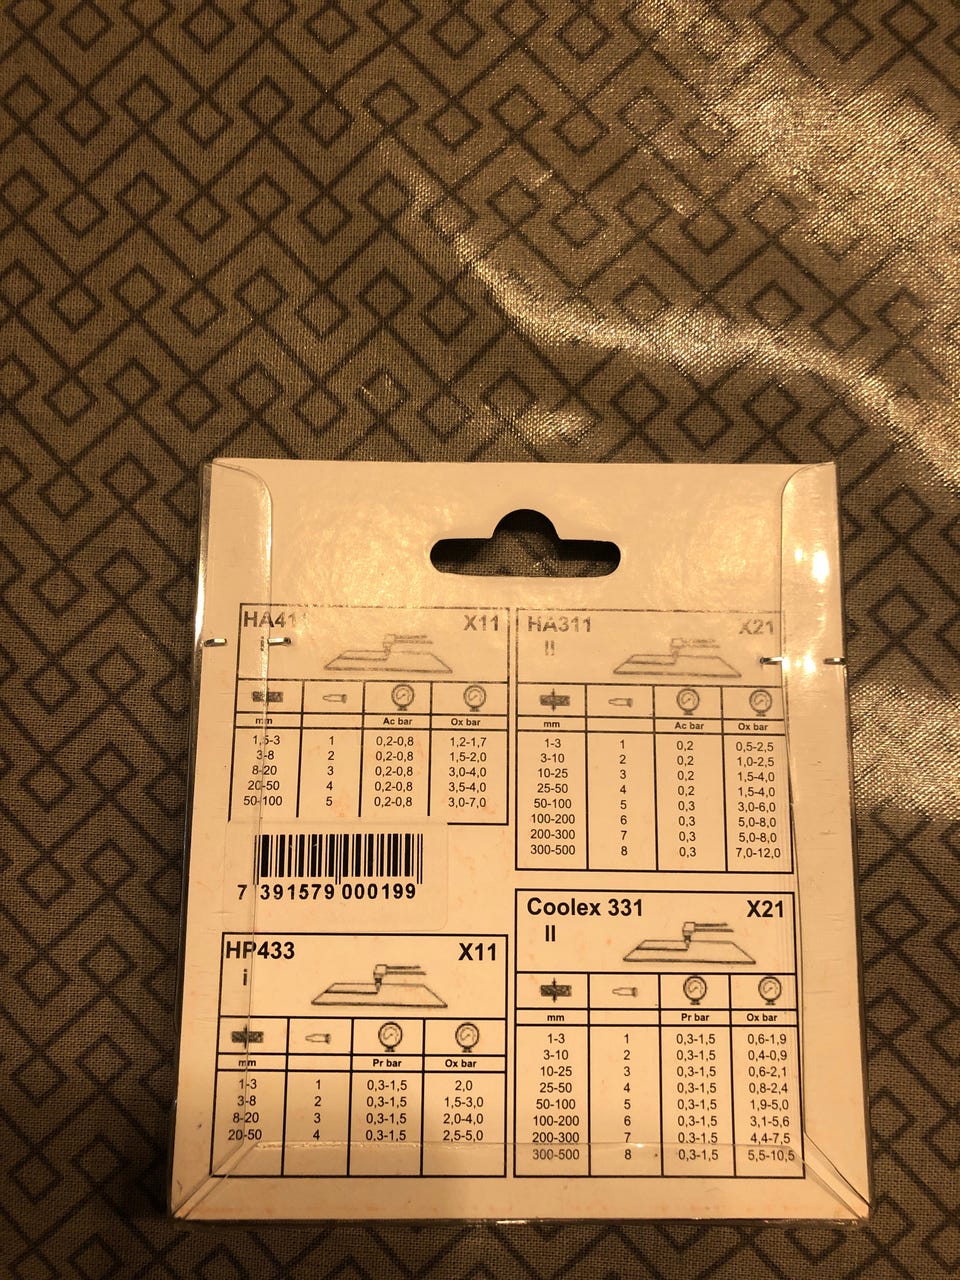 HA411 X11
i
mm Ac bar Ox bar
1,5-3 1 0,2-0,8 1,2-1,7
3-8 2 0,2-0,8 1,5-2,0
8-20 3 0,2-0,8 3,0-4,0
20-50 4 0,2-0,8 3,5-4,0
50-100 5 0,2-0,8 3,0-7,0
HA311 X21
II
mm Ac bar Ox bar
1-3 1 0,2 0,5-2,5
3-10 2 0,2 1,0-2,5
10-25 3 0,2 1,5-4,0
25-50 4 0,2 1,5-4,0
50-100 5 0,3 3,0-6,0
100-200 6 0,3 5,0-8,0
200-300 7 0,3 5,0-8,0
300-500 8 0,3 7,0-12,0
7 391579 000199
HP433 X11
i
mm Pr bar Ox bar
1-3 1 0,3-1,5 2,0
3-8 2 0,3-1,5 1,5-3,0
8-20 3 0,3-1,5 2,0-4,0
20-50 4 0,3-1,5 2,5-5,0
Coolex 331 X21
II
mm Pr bar Ox bar
1-3 1 0,3-1,5 0,6-1,9
3-10 2 0,3-1,5 0,4-0,9
10-25 3 0,3-1,5 0,6-2,1
25-50 4 0,3-1,5 0,8-2,4
50-100 5 0,3-1,5 1,9-5,0
100-200 6 0,3-1,5 3,1-5,6
200-300 7 0,3-1,5 4,4-7,5
300-500 8 0,3-1,5 5,5-10,5